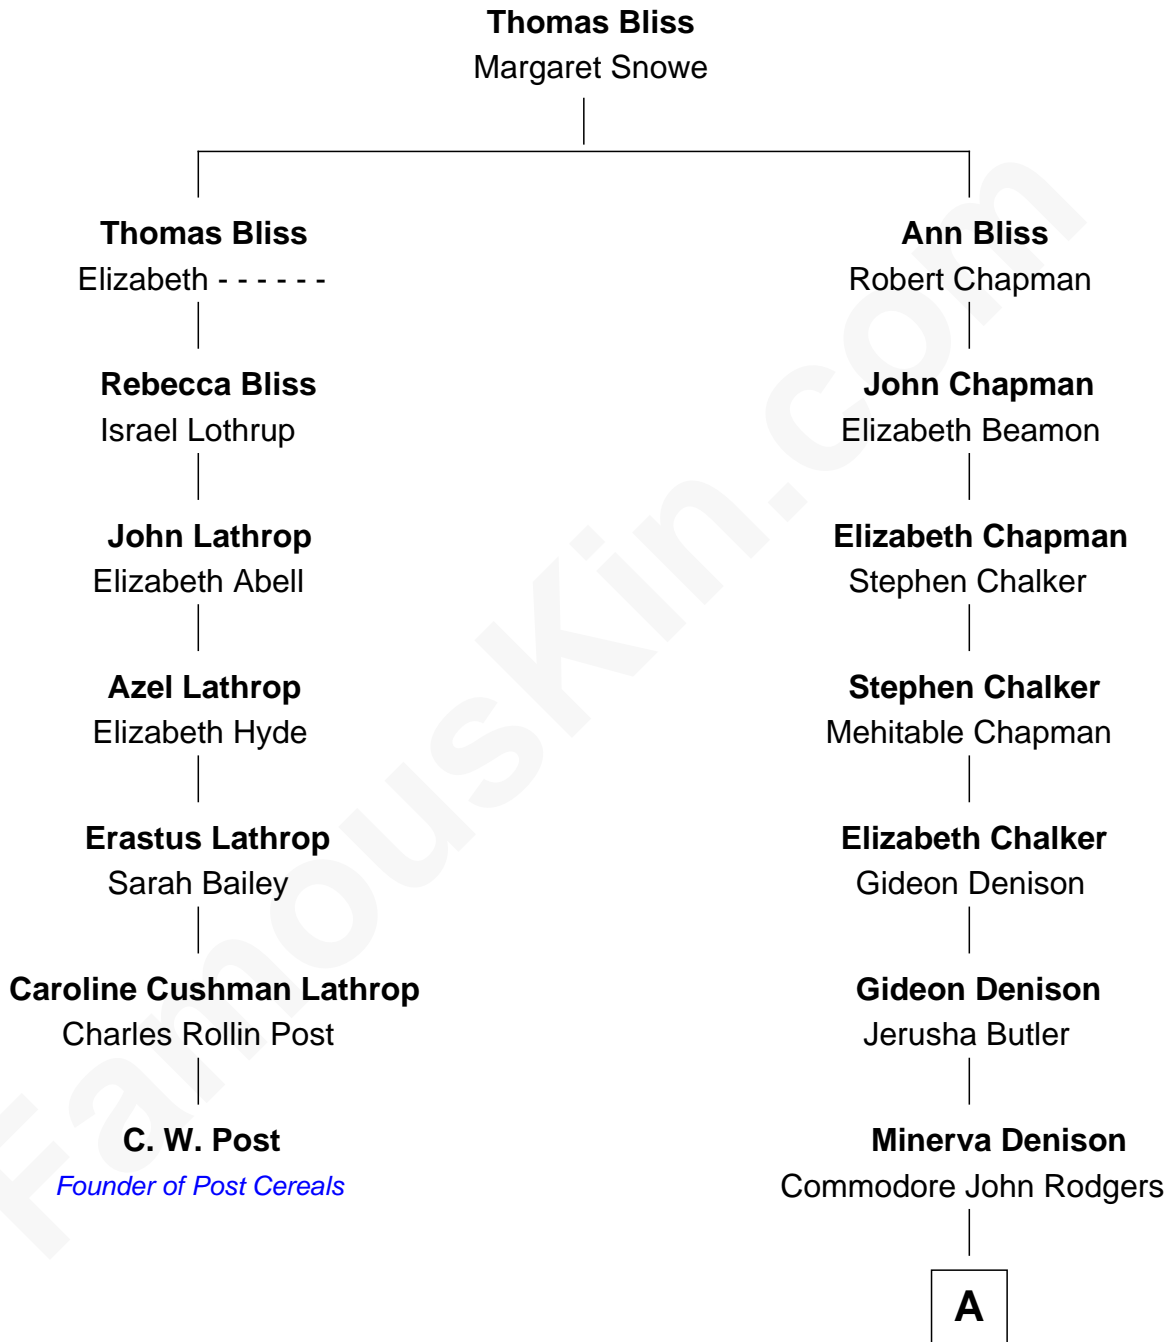 Thomas Bliss
Margaret Snowe
Thomas Bliss
Elizabeth - - - - - -
Ann Bliss
Robert Chapman
Rebecca Bliss
Israel Lothrup
John Chapman
Elizabeth Beamon
John Lathrop
Elizabeth Abell
Elizabeth Chapman
Stephen Chalker
Azel Lathrop
Elizabeth Hyde
Stephen Chalker
Mehitable Chapman
Erastus Lathrop
Sarah Bailey
Elizabeth Chalker
Gideon Denison
Caroline Cushman Lathrop
Charles Rollin Post
Gideon Denison
Jerusha Butler
C. W. Post
Founder of Post Cereals
Minerva Denison
Commodore John Rodgers
A
FamousKin.com